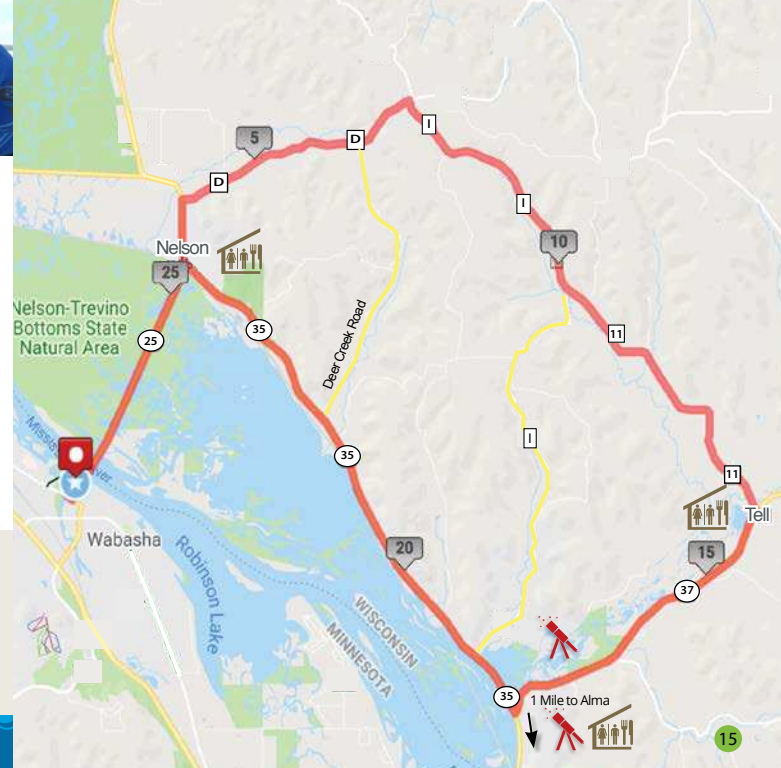 5
D
D
I
I
10
Nelson
25
Nelson-Trevino
Bottoms State
Natural Area
25
35
11
Deer Creek Road
35
I
11
Tell
15
37
20
Wabasha
Robinson Lake
WISCONSIN
MINNESOTA
35
1 Mile to Alma
15